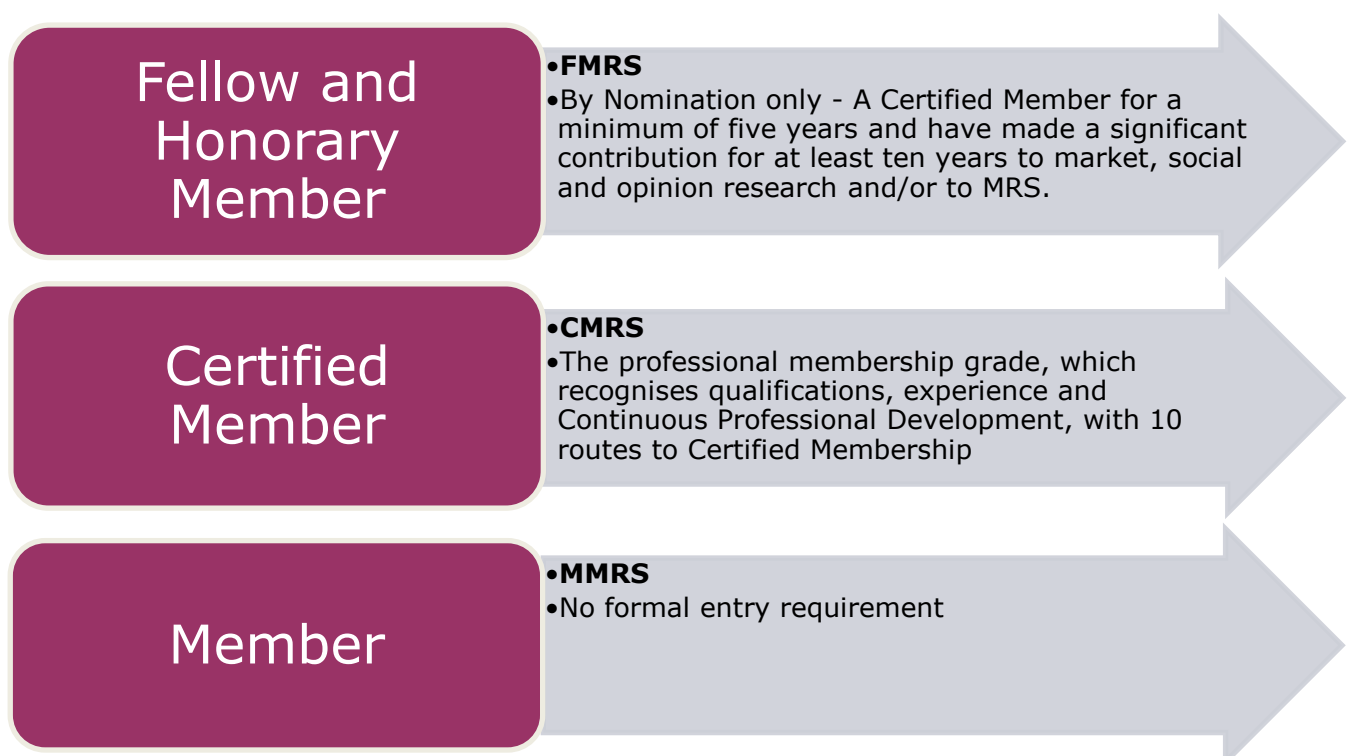 Fellow and
Honorary
Member
•FMRS
•By Nomination only - A Certified Member for a
minimum of five years and have made a significant
contribution for at least ten years to market, social
and opinion research and/or to MRS.
Certified
Member
•CMRS
•The professional membership grade, which
recognises qualifications, experience and
Continuous Professional Development, with 10
routes to Certified Membership
Member
•MMRS
•No formal entry requirement